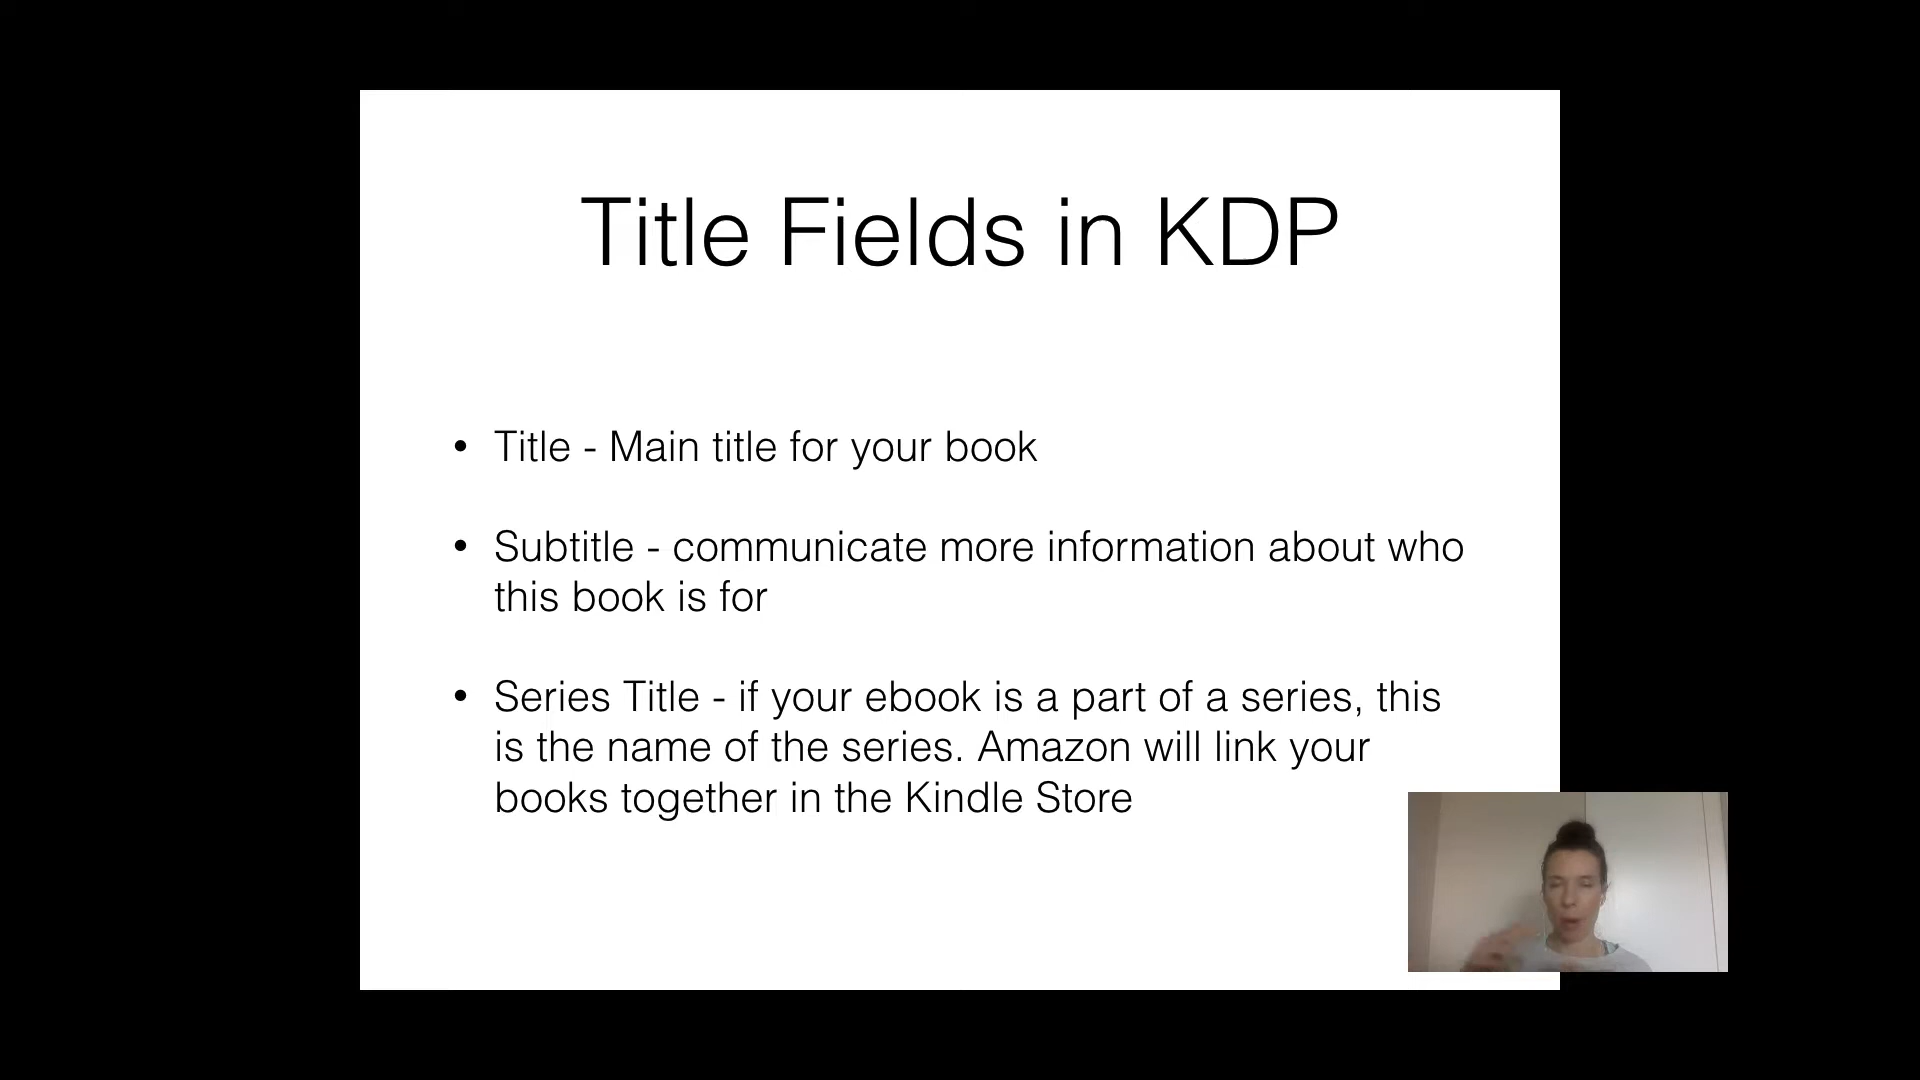 Title Fields in KDP
• Title - Main title for your book
• Subtitle - communicate more information about who
this book is for
• Series Title - if your ebook is a part of a series, this
is the name of the series. Amazon will link your
books together in the Kindle Store